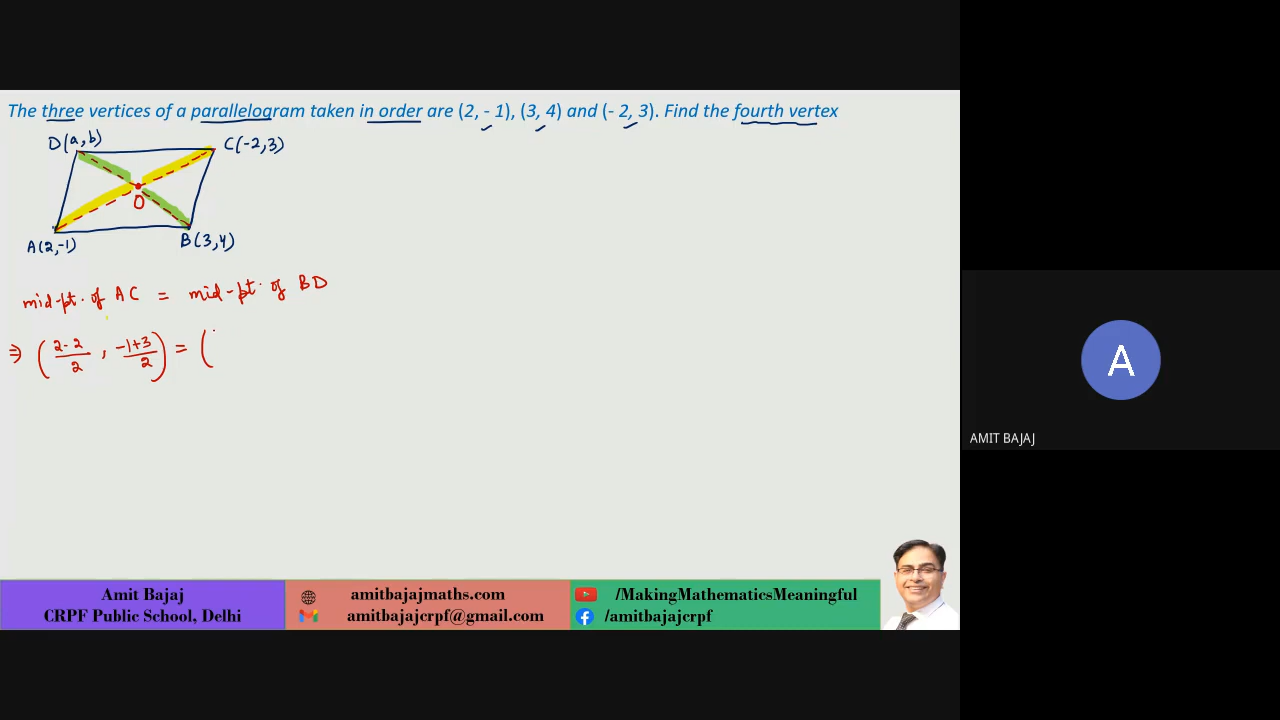 The three vertices of a parallelogram taken in order are (2, - 1), (3, 4) and (- 2, 3). Find the fourth vertex
D(a,b)
C(-2,3)
O
A(2,-1)
B(3,4)
mid-pt. of AC = mid-pt. of BD
⇒ (2-2/2 , -1+3/2) = (
A
AMIT BAJAJ
Amit Bajaj
CRPF Public School, Delhi
amitbajajmaths.com
amitbajajcrpf@gmail.com
/MakingMathematicsMeaningful
/amitbajajcrpf